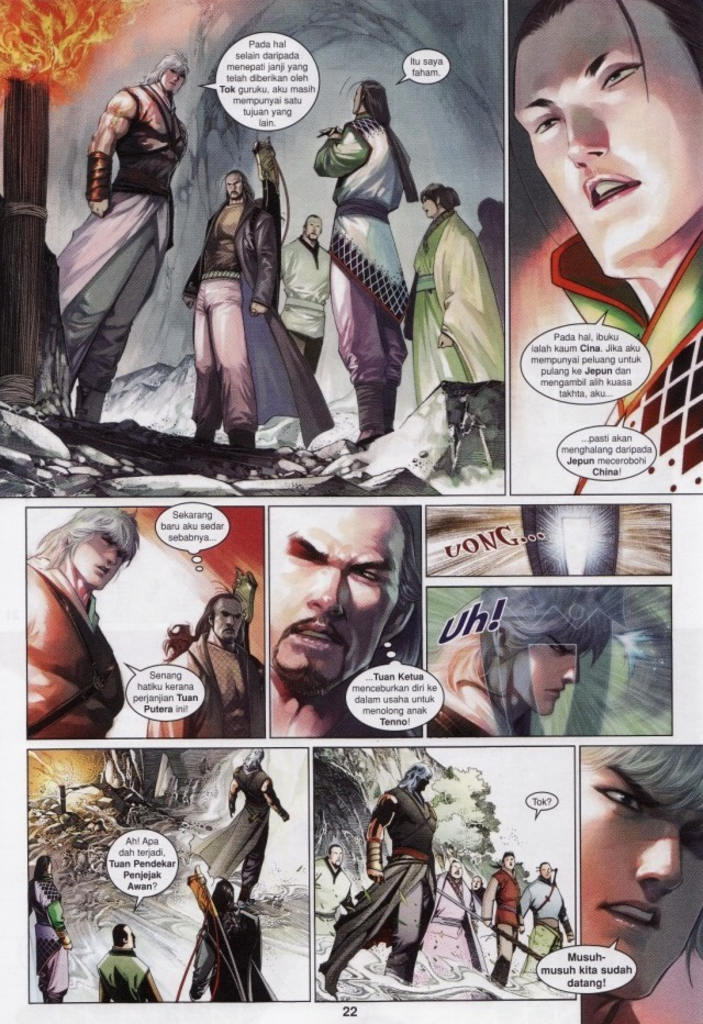 Pada hal
selain daripada
menepati janji yang
telah diberikan oleh
Tok guruku, aku masih
mempunyai satu
tujuan yang
lain.
Itu saya
faham.
Pada hal, ibuku
ialah kaum Cina. Jika aku
mempunyai peluang untuk
pulang ke Jepun dan
mengambil alih kuasa
takhta, aku...
...pasti akan
menghalang daripada
Jepun mecerobohi
China!
Sekarang
baru aku sedar
sebabnya...
Senang
hatiku kerana
perjanjian Tuan
Putera ini!
...Tuan Ketua
menceburkan diri ke
dalam usaha untuk
menolong anak
Tenno!
UONG...
Uh!
Ah! Apa
dah terjadi,
Tuan Pendekar
Penjejak
Awan?
Tok?
Musuh-
musuh kita sudah
datang!
22